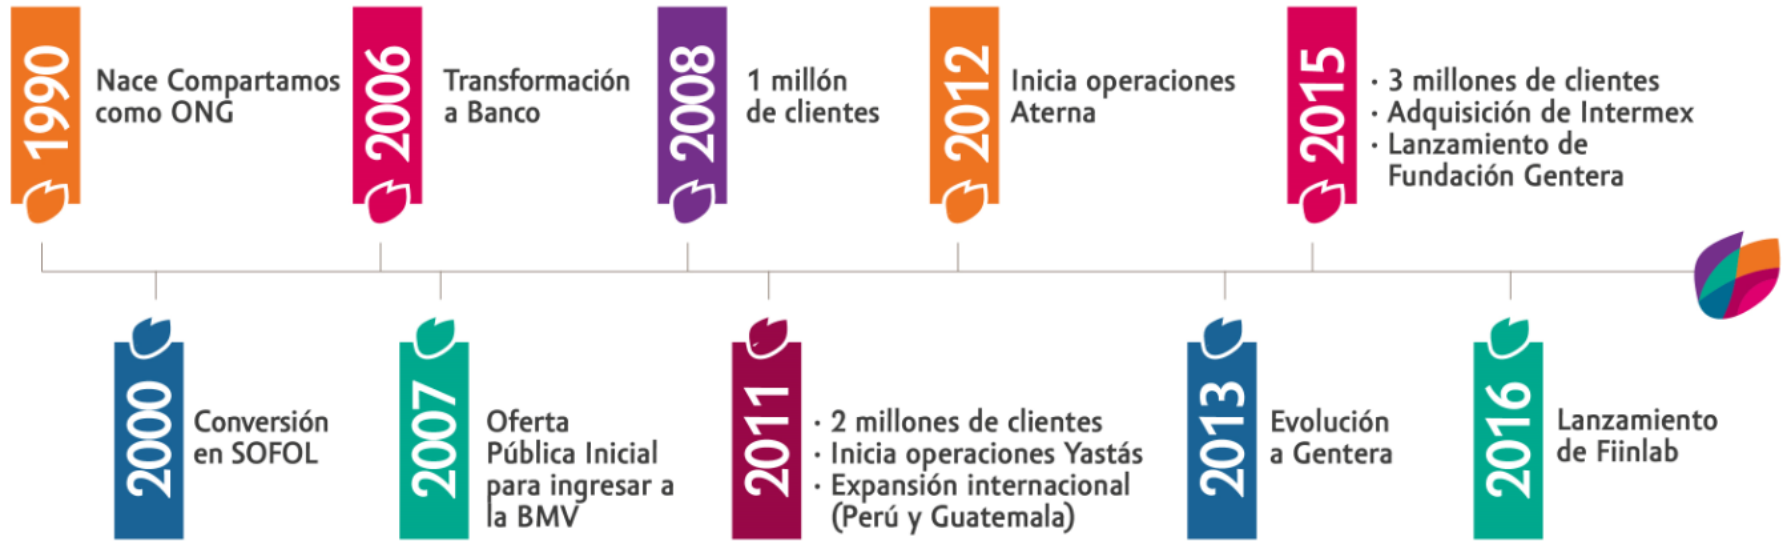 1990
Nace Compartamos
como ONG
2000
Conversión
en SOFOL
2006
Transformación
a Banco
2007
Oferta
Pública Inicial
para ingresar a
la BMV
2008
1 millón
de clientes
2011
· 2 millones de clientes
· Inicia operaciones Yastás
· Expansión internacional
(Perú y Guatemala)
2012
Inicia operaciones
Aterna
2013
Evolución
a Gentera
2015
· 3 millones de clientes
· Adquisición de Intermex
· Lanzamiento de
Fundación Gentera
2016
Lanzamiento
de Fiinlab